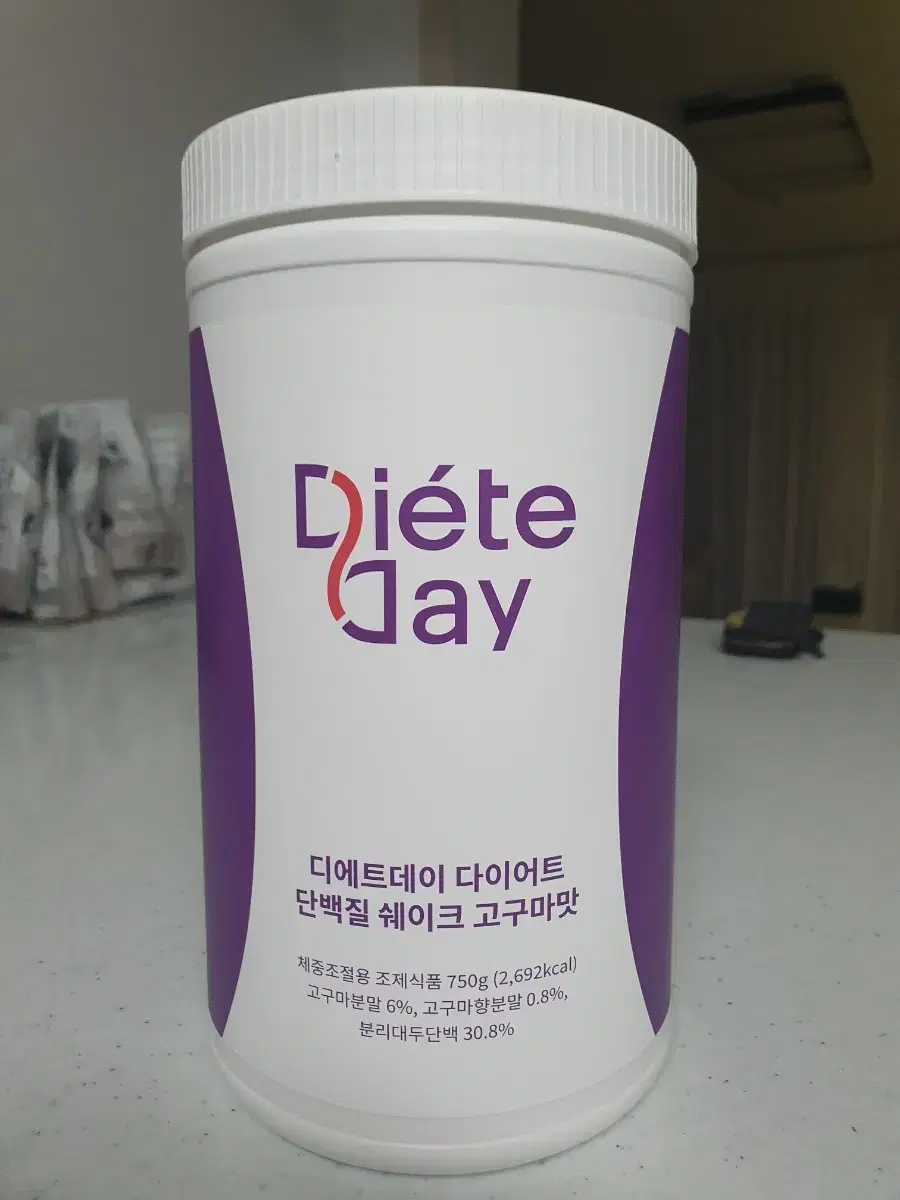 Diéte
Day
디에트데이 다이어트
단백질 쉐이크 고구마맛
체중조절용 조제식품 750g (2,692kcal)
고구마분말 6%, 고구마향분말 0.8%,
분리대두단백 30.8%